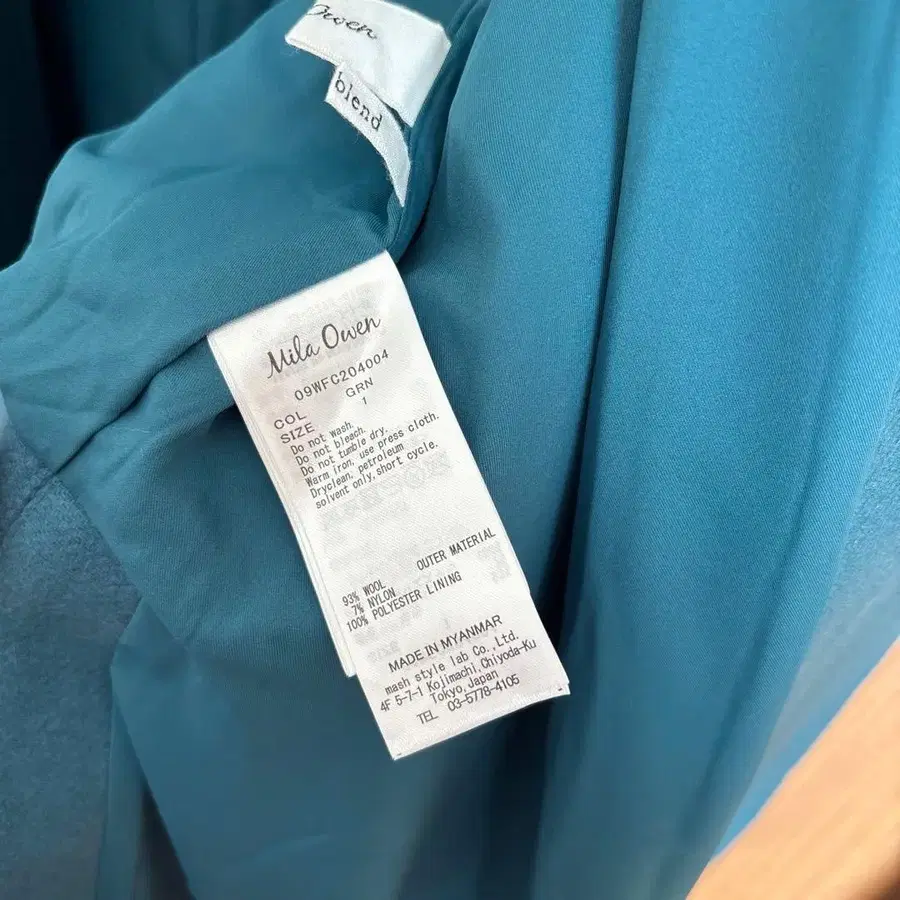 Owen
blend
Mila Owen
09WFC204004
COL GRN
SIZE 1
Do not wash.
Do not bleach.
Do not tumble dry.
Warm iron, use press cloth.
Dryclean, petroleum
solvent only, short cycle.
OUTER MATERIAL
93% WOOL
7% NYLON
100% POLYESTER LINING
MADE IN MYANMAR
mash style lab Co., Ltd.
4F 5-7-1 Kojimachi, Chiyoda-Ku
Tokyo, Japan
TEL 03-5778-4105